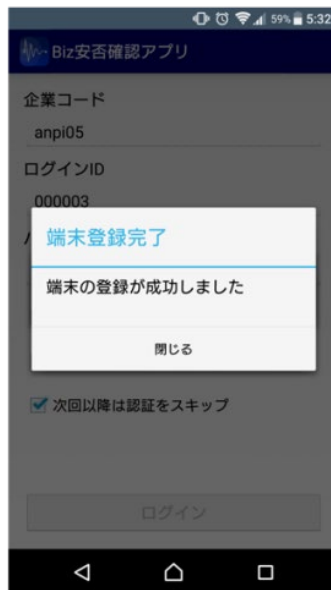 59% 5:32
Biz安否確認アプリ
企業コード
anpi05
ログインID
000003
端末登録完了
端末の登録が成功しました
閉じる
次回以降は認証をスキップ
ログイン